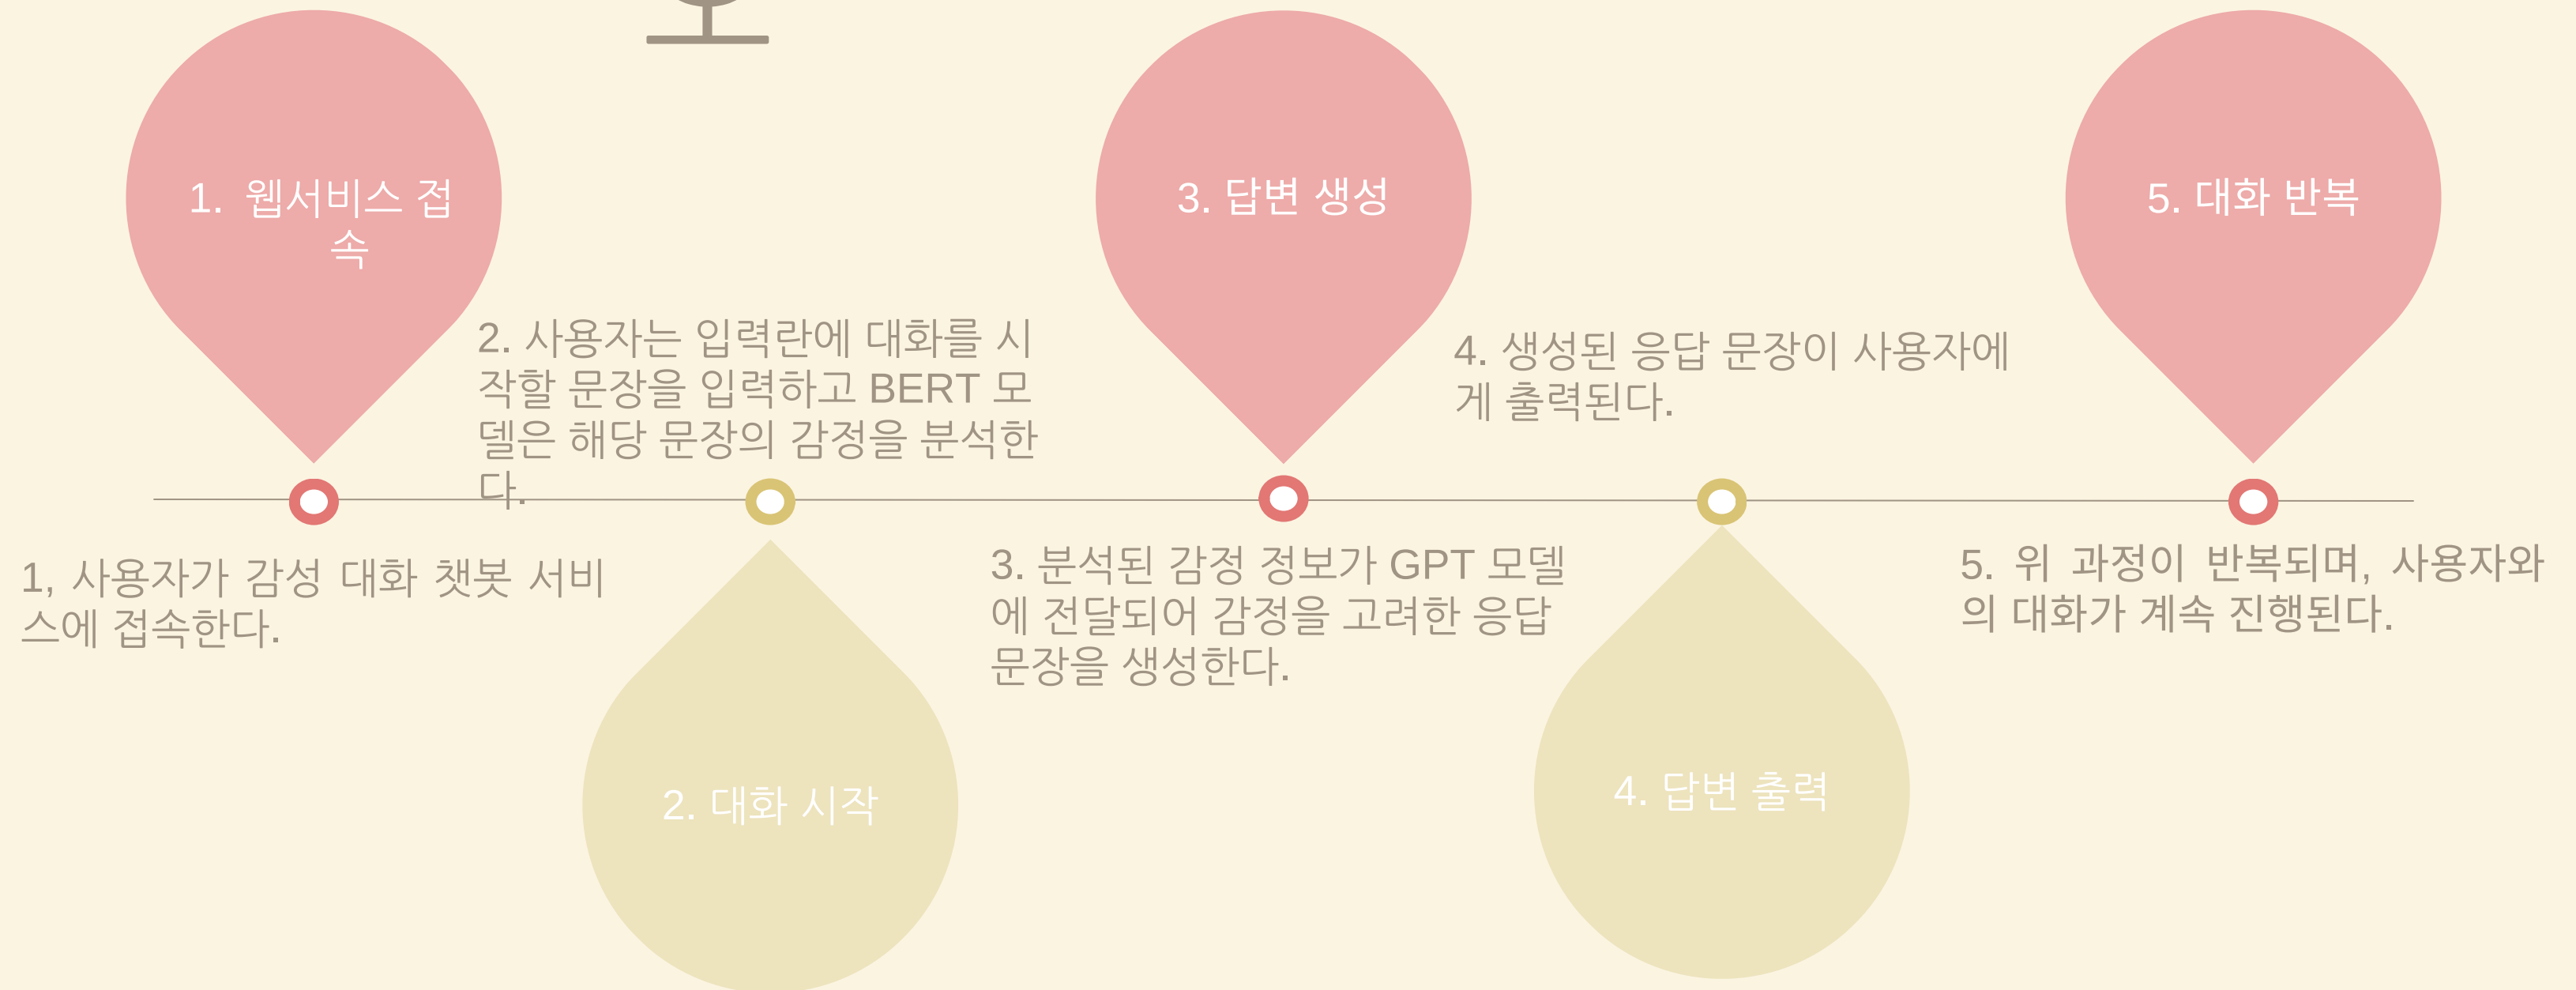 1. 웹서비스 접
속
2. 사용자는 입력란에 대화를 시
작할 문장을 입력하고 BERT 모
델은 해당 문장의 감정을 분석한
다.
3. 답변 생성
4. 생성된 응답 문장이 사용자에
게 출력된다.
5. 대화 반복
1, 사용자가 감성 대화 챗봇 서비
스에 접속한다.
2. 대화 시작
3. 분석된 감정 정보가 GPT 모델
에 전달되어 감정을 고려한 응답
문장을 생성한다.
4. 답변 출력
5. 위 과정이 반복되며, 사용자와
의 대화가 계속 진행된다.